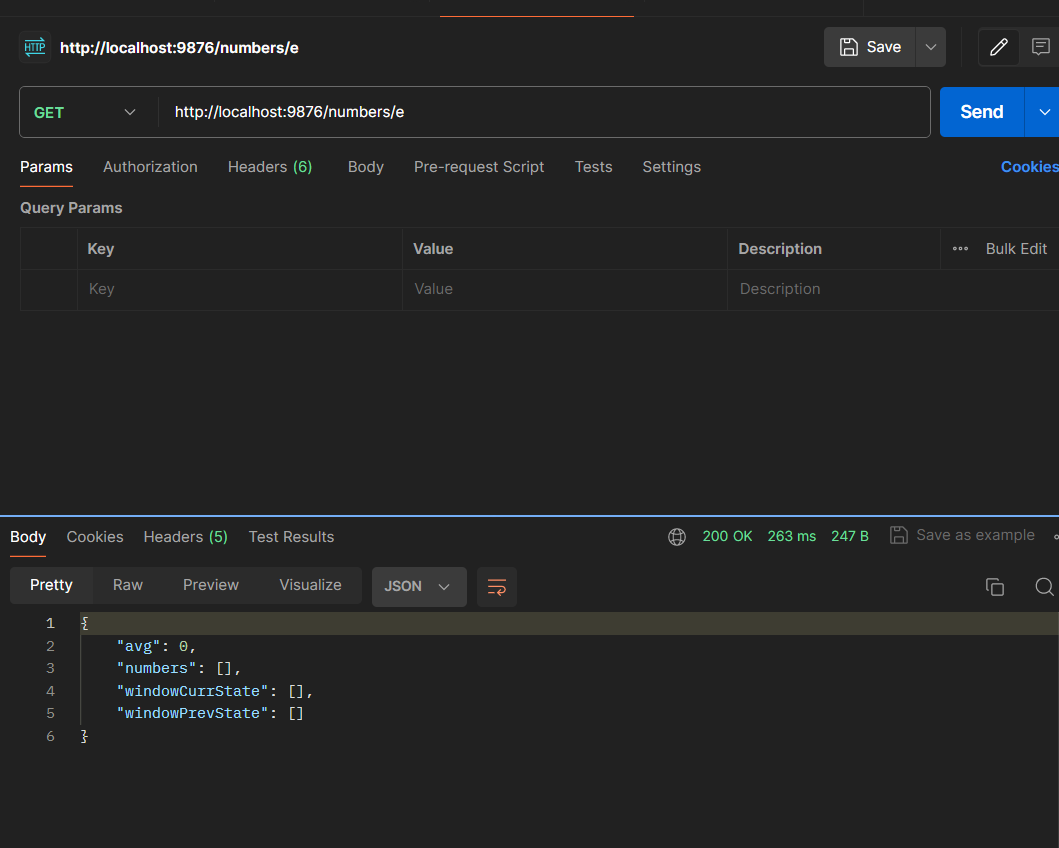 HTTP http://localhost:9876/numbers/e Save
GET http://localhost:9876/numbers/e Send
Params Authorization Headers (6) Body Pre-request Script Tests Settings Cookies
Query Params
Key Value Description ••• Bulk Edit
Key Value Description
Body Cookies Headers (5) Test Results 200 OK 263 ms 247 B Save as example
Pretty Raw Preview Visualize JSON
1 {
2 "avg": 0,
3 "numbers": [],
4 "windowCurrState": [],
5 "windowPrevState": []
6 }